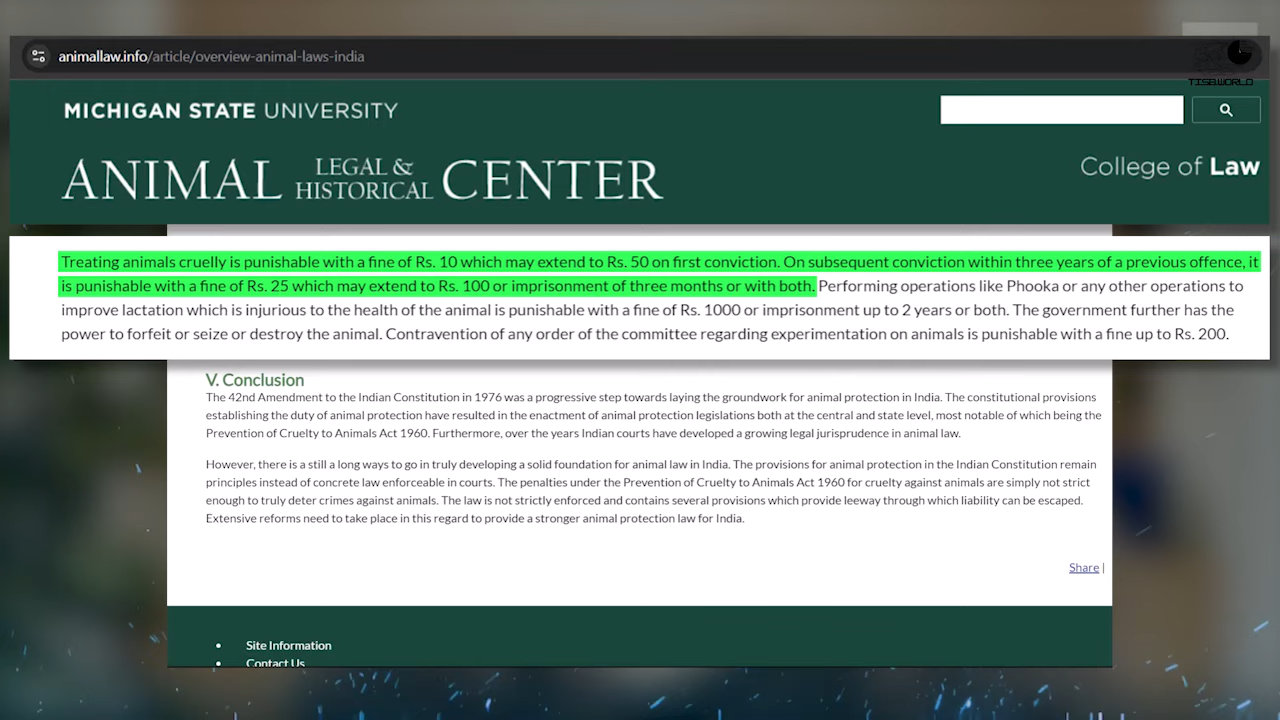 animallaw.info/article/overview-animal-laws-india
TISB.WORLD
MICHIGAN STATE UNIVERSITY
ANIMAL LEGAL & HISTORICAL CENTER
College of Law
Treating animals cruelly is punishable with a fine of Rs. 10 which may extend to Rs. 50 on first conviction. On subsequent conviction within three years of a previous offence, it
is punishable with a fine of Rs. 25 which may extend to Rs. 100 or imprisonment of three months or with both. Performing operations like Phooka or any other operations to
improve lactation which is injurious to the health of the animal is punishable with a fine of Rs. 1000 or imprisonment up to 2 years or both. The government further has the
power to forfeit or seize or destroy the animal. Contravention of any order of the committee regarding experimentation on animals is punishable with a fine up to Rs. 200.
V. Conclusion
The 42nd Amendment to the Indian Constitution in 1976 was a progressive step towards laying the groundwork for animal protection in India. The constitutional provisions
establishing the duty of animal protection have resulted in the enactment of animal protection legislations both at the central and state level, most notable of which being the
Prevention of Cruelty to Animals Act 1960. Furthermore, over the years Indian courts have developed a growing legal jurisprudence in animal law.
However, there is a still a long ways to go in truly developing a solid foundation for animal law in India. The provisions for animal protection in the Indian Constitution remain
principles instead of concrete law enforceable in courts. The penalties under the Prevention of Cruelty to Animals Act 1960 for cruelty against animals are simply not strict
enough to truly deter crimes against animals. The law is not strictly enforced and contains several provisions which provide leeway through which liability can be escaped.
Extensive reforms need to take place in this regard to provide a stronger animal protection law for India.
Share |
• Site Information
• Contact Us